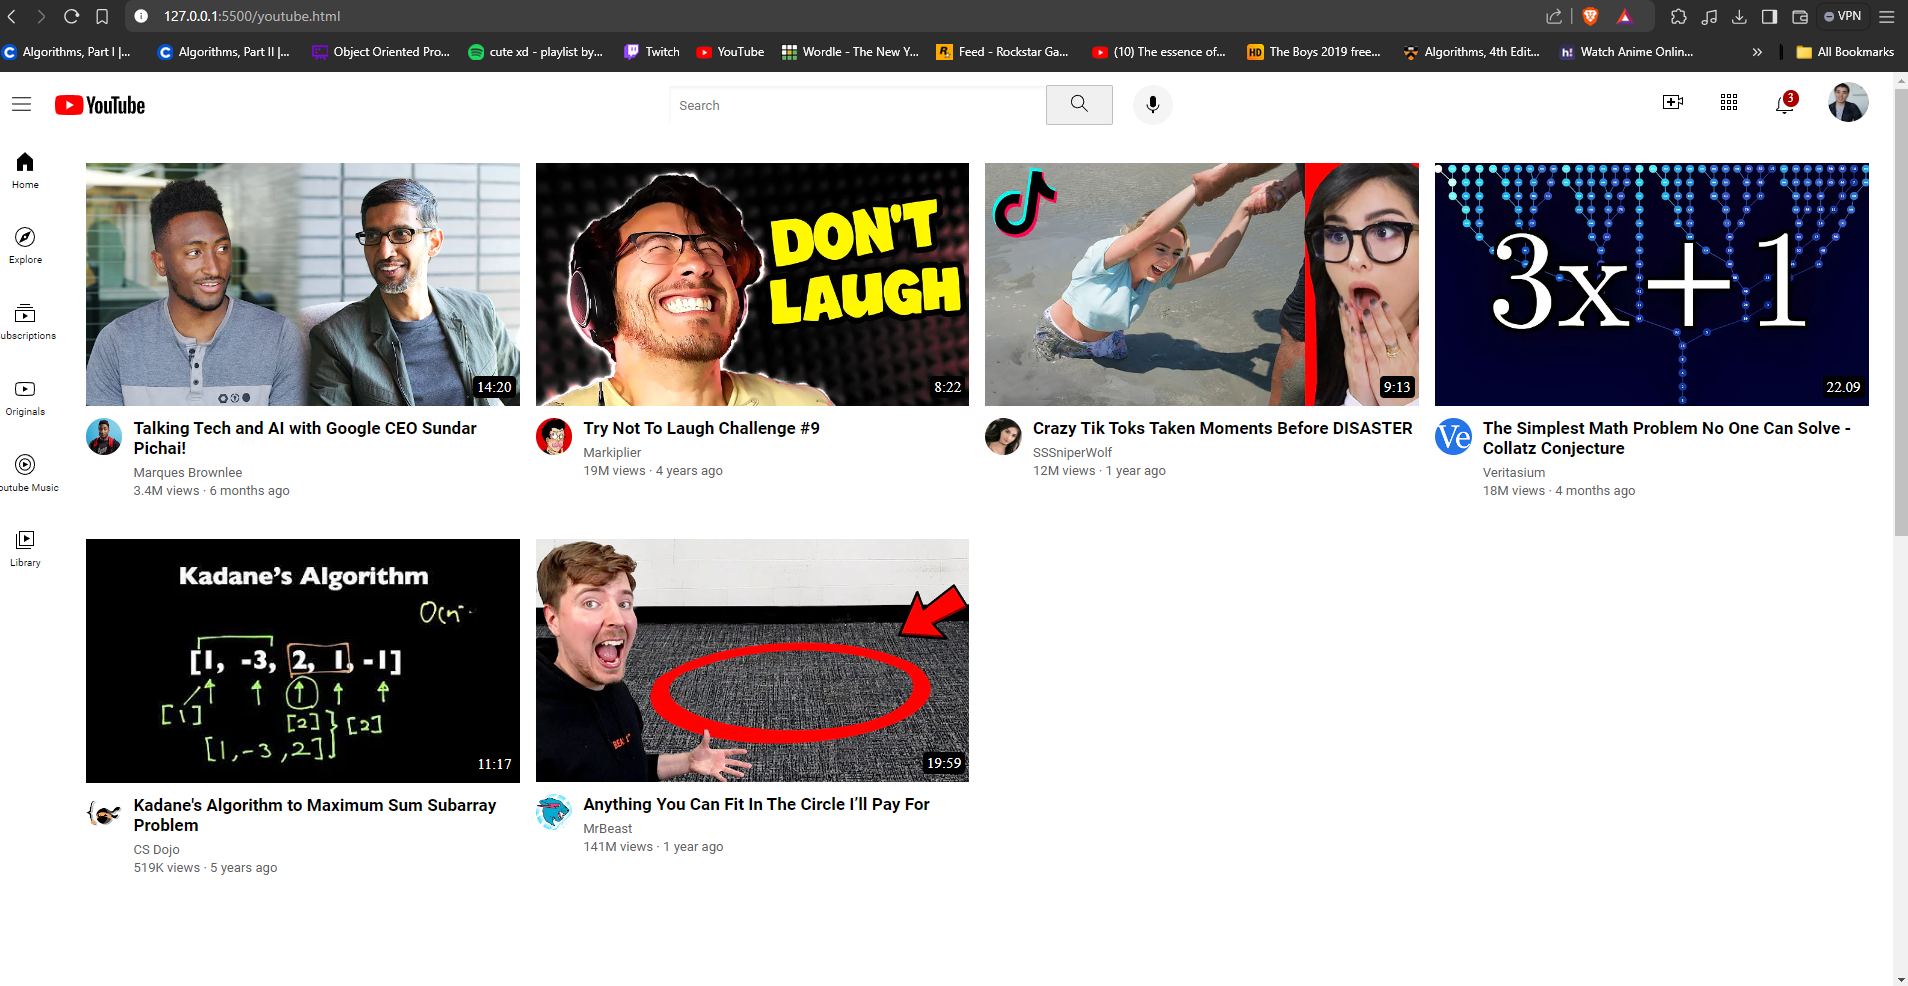 127.0.0.1:5500/youtube.html
VPN
Algorithms, Part I |...
Algorithms, Part II |...
Object Oriented Pro...
cute xd - playlist by...
Twitch
YouTube
Wordle - The New Y...
Feed - Rockstar Ga...
(10) The essence of...
The Boys 2019 free...
Algorithms, 4th Edit...
Watch Anime Onlin...
»
All Bookmarks
YouTube
Search
3
Home
Explore
ubscriptions
Originals
outube Music
Library
14:20
Talking Tech and AI with Google CEO Sundar
Pichai!
Marques Brownlee
3.4M views · 6 months ago
DON'T
LAUGH
8:22
Try Not To Laugh Challenge #9
Markiplier
19M views · 4 years ago
9:13
Crazy Tik Toks Taken Moments Before DISASTER
SSSniperWolf
12M views · 1 year ago
3x+1
22.09
Ve
The Simplest Math Problem No One Can Solve -
Collatz Conjecture
Veritasium
18M views · 4 months ago
Kadane's Algorithm
[1, -3, 2, 1, -1]
[1]
[2]
[2]
[1, -3, 2]
11:17
Kadane's Algorithm to Maximum Sum Subarray
Problem
CS Dojo
519K views · 5 years ago
19:59
Anything You Can Fit In The Circle I'll Pay For
MrBeast
141M views · 1 year ago